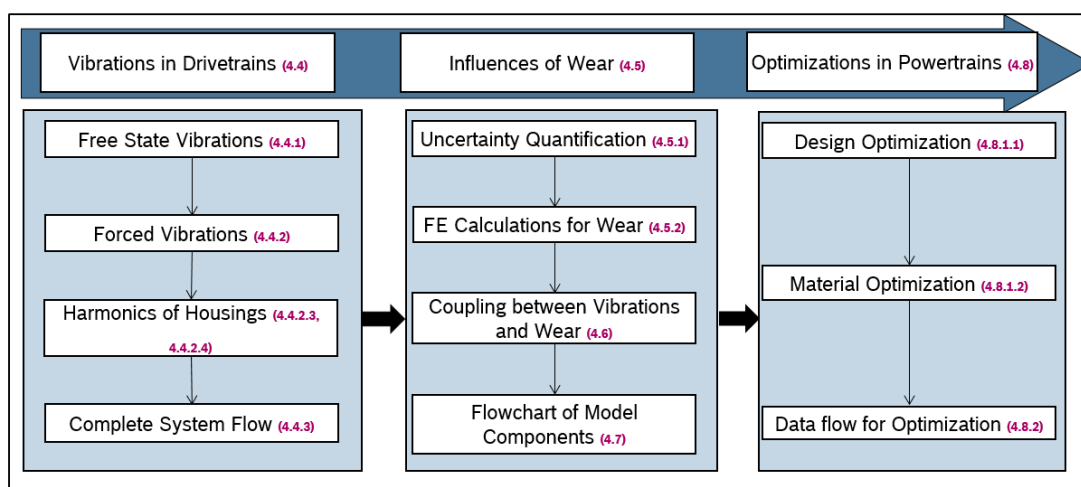 Vibrations in Drivetrains (4.4)
Influences of Wear (4.5)
Optimizations in Powertrains (4.8)
Free State Vibrations (4.4.1)
Forced Vibrations (4.4.2)
Harmonics of Housings (4.4.2.3,
4.4.2.4)
Complete System Flow (4.4.3)
Uncertainty Quantification (4.5.1)
FE Calculations for Wear (4.5.2)
Coupling between Vibrations
and Wear (4.6)
Flowchart of Model
Components (4.7)
Design Optimization (4.8.1.1)
Material Optimization (4.8.1.2)
Data flow for Optimization (4.8.2)